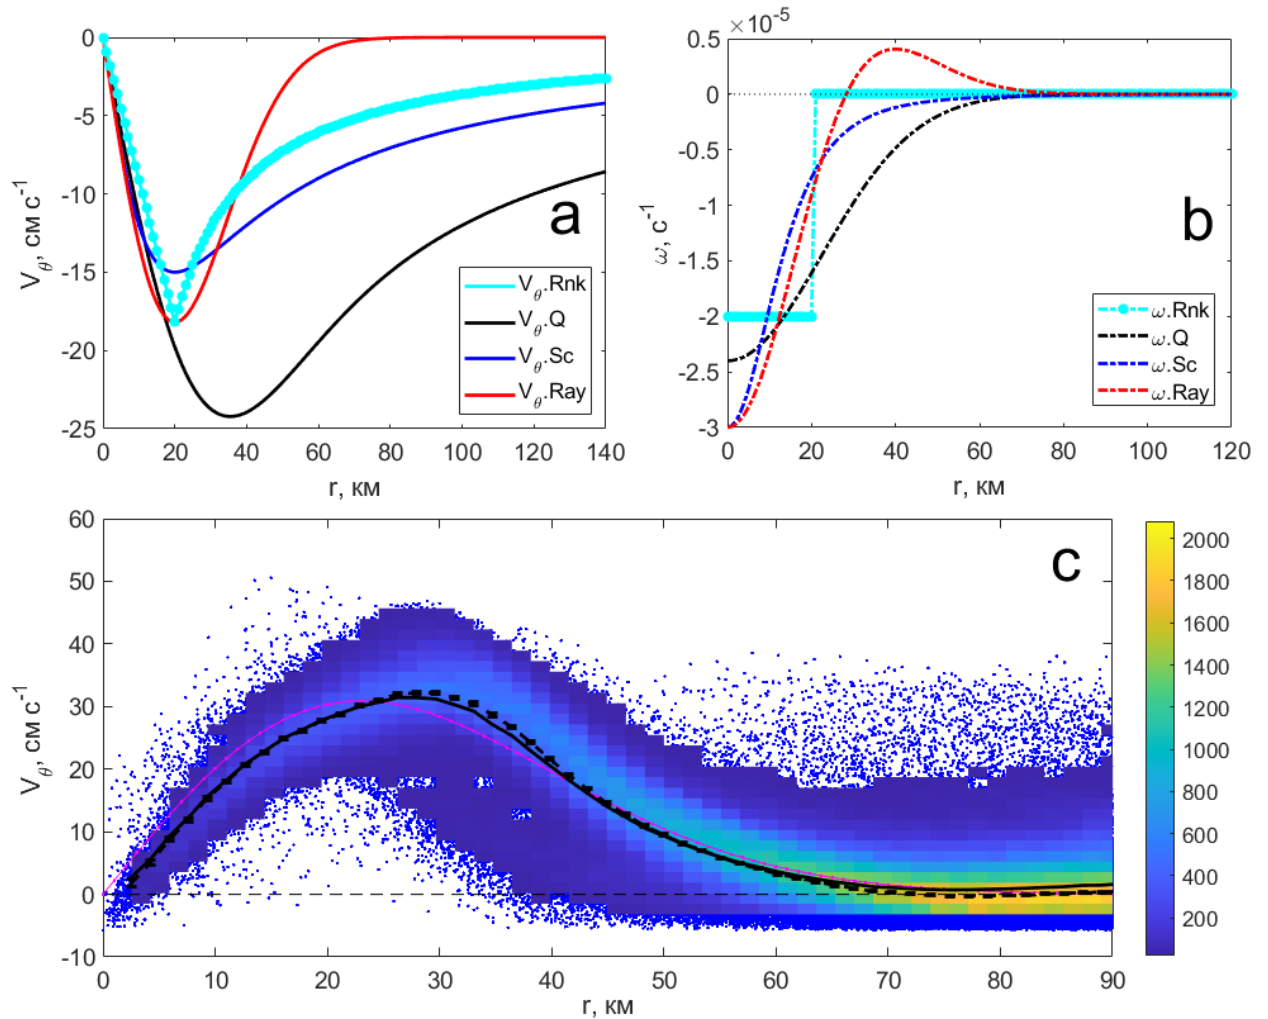 0
-5
-10
-15
-20
-25
V_θ, см с^-1
0 20 40 60 80 100 120 140
r, км
a
V_θ.Rnk
V_θ.Q
V_θ.Sc
V_θ.Ray
×10^-5
0.5
0
-0.5
-1
-1.5
-2
-2.5
-3
ω, с^-1
0 20 40 60 80 100 120
r, км
b
ω.Rnk
ω.Q
ω.Sc
ω.Ray
60
50
40
30
20
10
0
-10
V_θ, см с^-1
0 10 20 30 40 50 60 70 80 90
r, км
c
2000
1800
1600
1400
1200
1000
800
600
400
200